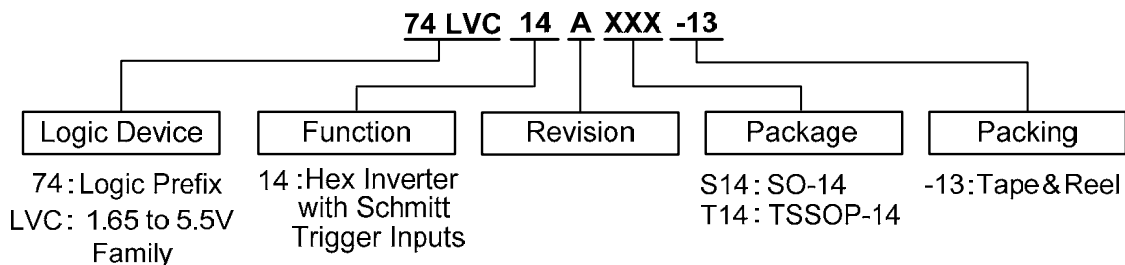 74 LVC 14 A XXX -13
Logic Device
Function
Revision
Package
Packing
74 : Logic Prefix
LVC : 1.65 to 5.5V
Family
14 : Hex Inverter
with Schmitt
Trigger Inputs
S14 : SO-14
T14 : TSSOP-14
-13 : Tape & Reel